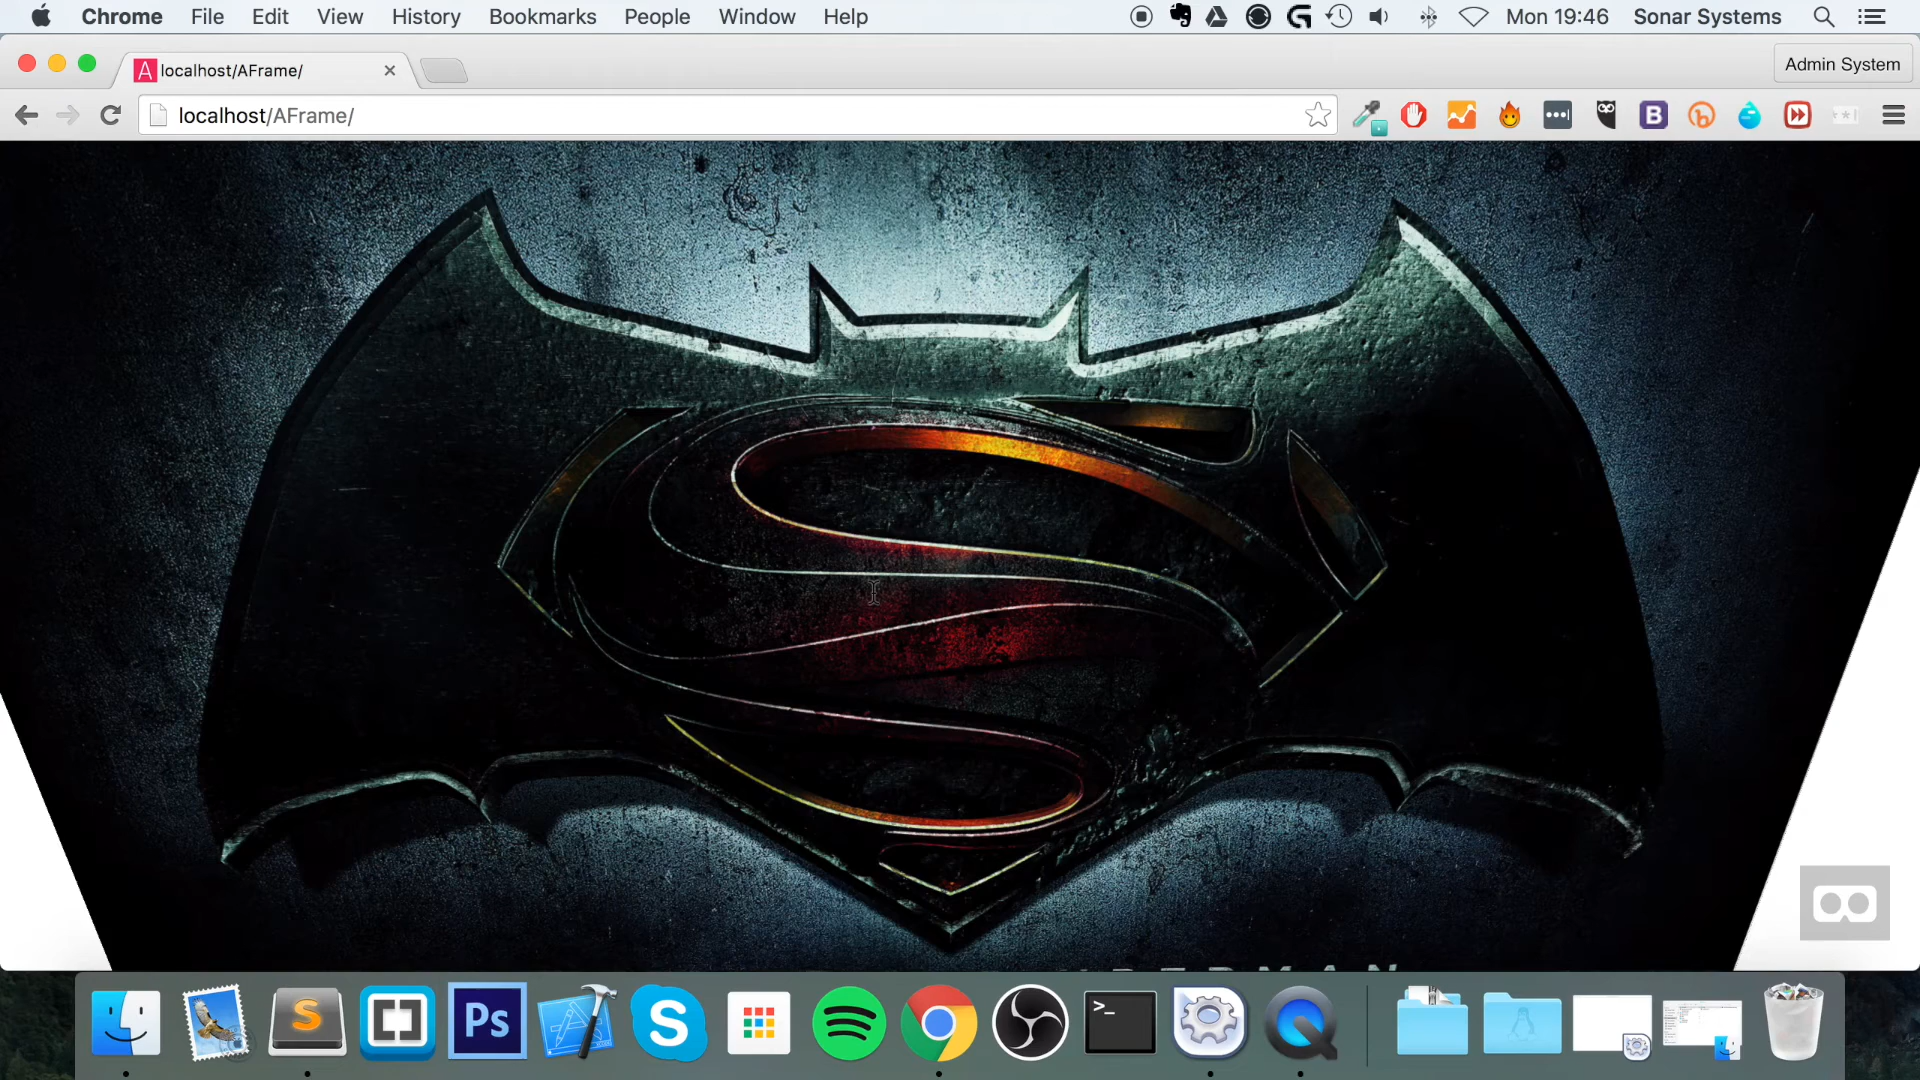 Chrome File Edit View History Bookmarks People Window Help Mon 19:46 Sonar Systems
localhost/AFrame/ Admin System
localhost/AFrame/
B
S
Ps
S
>_